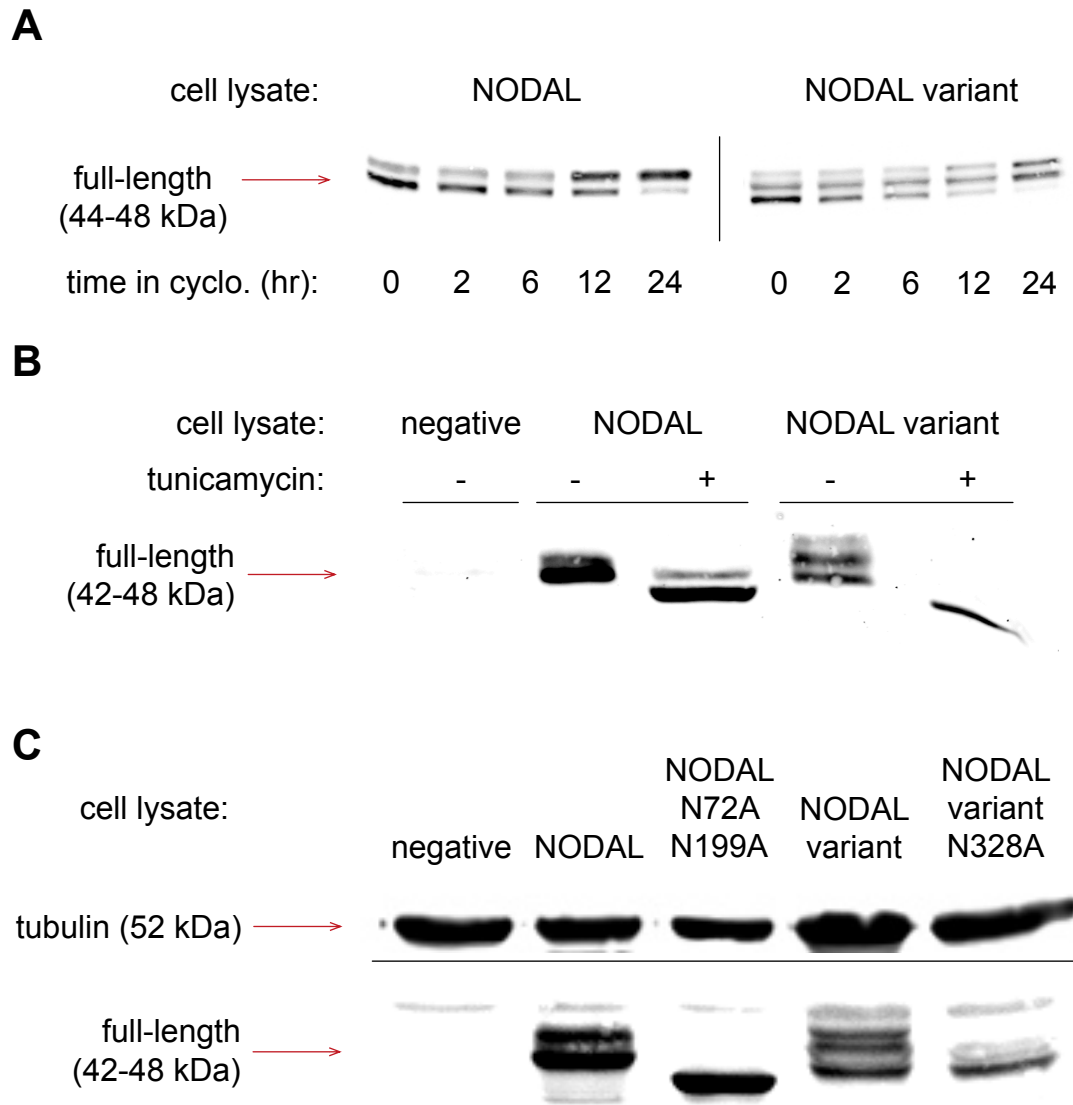 A
cell lysate: NODAL NODAL variant
full-length
(44-48 kDa)
time in cyclo. (hr): 0 2 6 12 24 0 2 6 12 24
B
cell lysate: negative NODAL NODAL variant
tunicamycin: - - + - +
full-length
(42-48 kDa)
C
cell lysate:
negative
NODAL
NODAL
N72A
N199A
NODAL
variant
NODAL
variant
N328A
tubulin (52 kDa)
full-length
(42-48 kDa)